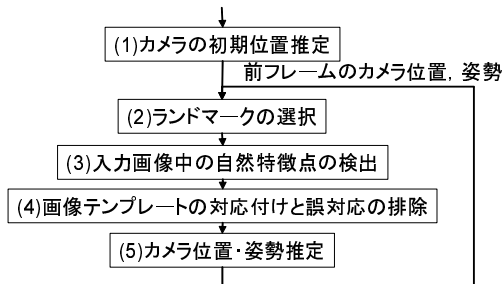 (1)カメラの初期位置推定
前フレームのカメラ位置, 姿勢
(2)ランドマークの選択
(3)入力画像中の自然特徴点の検出
(4)画像テンプレートの対応付けと誤対応の排除
(5)カメラ位置・姿勢推定